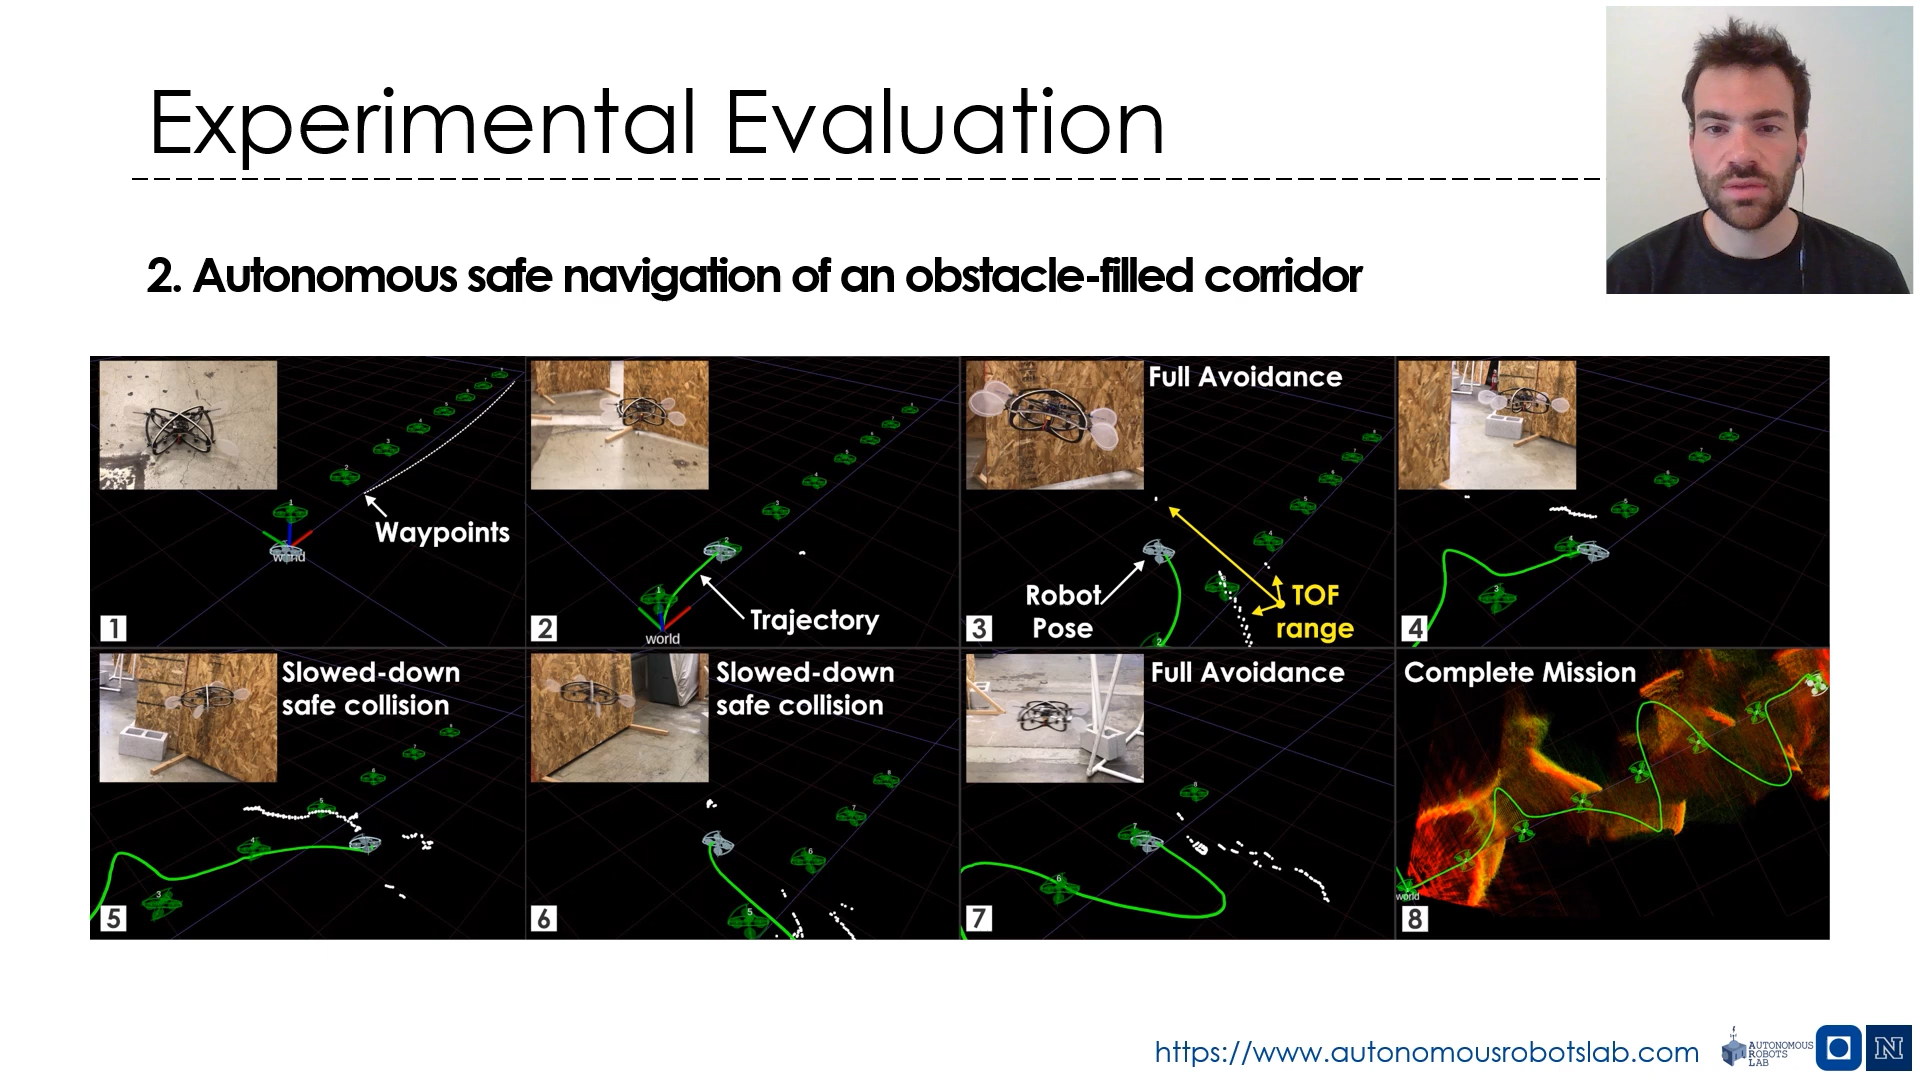 Experimental Evaluation
2. Autonomous safe navigation of an obstacle-filled corridor
Waypoints
world
1
Trajectory
world
2
Full Avoidance
Robot
Pose
TOF
range
3
4
Slowed-down
safe collision
5
Slowed-down
safe collision
6
Full Avoidance
7
Complete Mission
world
8
https://www.autonomousrobotslab.com
AUTONOMOUS
ROBOTS
LAB
N